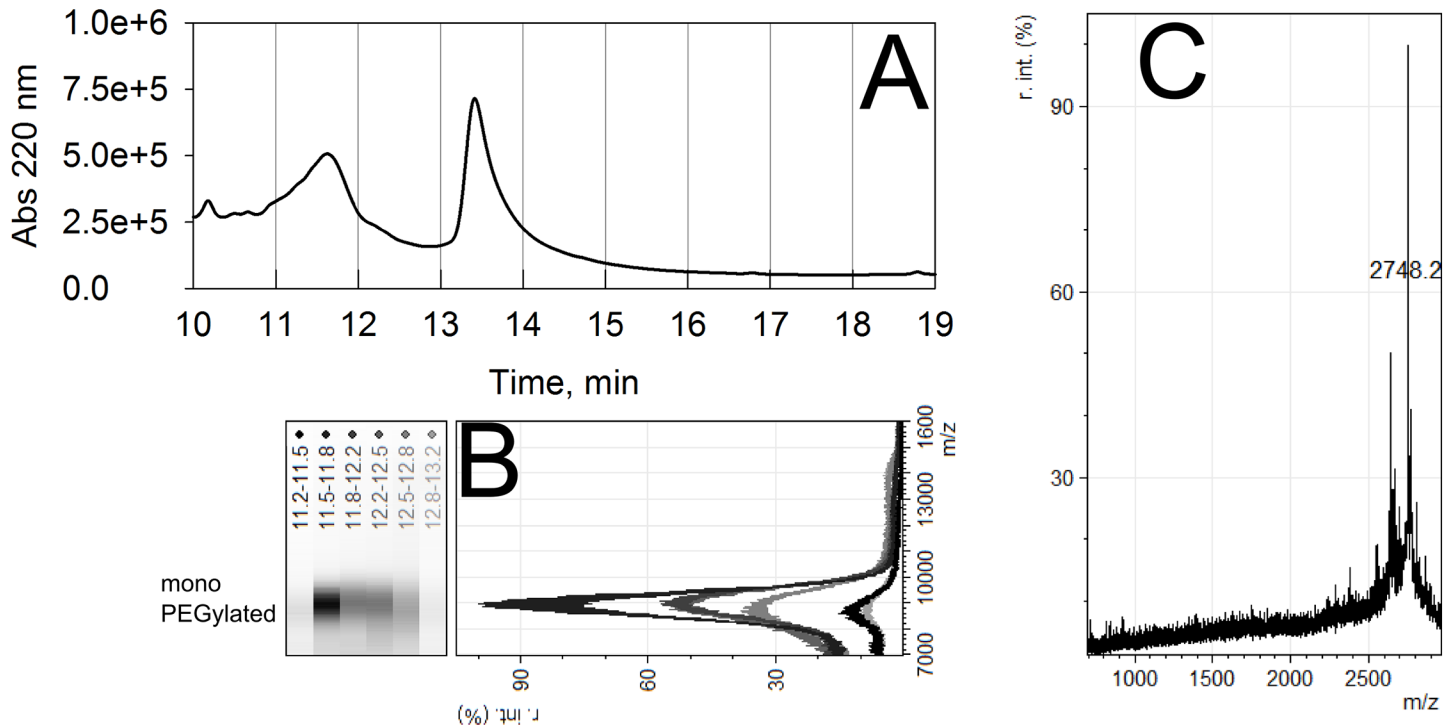 1.0e+6
7.5e+5
5.0e+5
2.5e+5
0.0
Abs 220 nm
A
10 11 12 13 14 15 16 17 18 19
Time, min
mono
PEGylated
11.2-11.5
11.5-11.8
11.8-12.2
12.2-12.5
12.5-12.8
12.8-13.2
B
1600
m/z
13000
10000
7000
90 60 30
r. int. (%)
C
r. int. (%)
90
60
30
2748.2
1000 1500 2000 2500
m/z